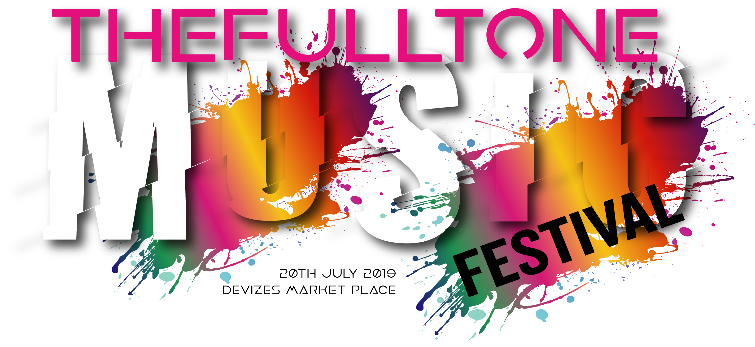 THEFULLTONE
MUSIC
FESTIVAL
20TH JULY 2019
DEVIZES MARKET PLACE